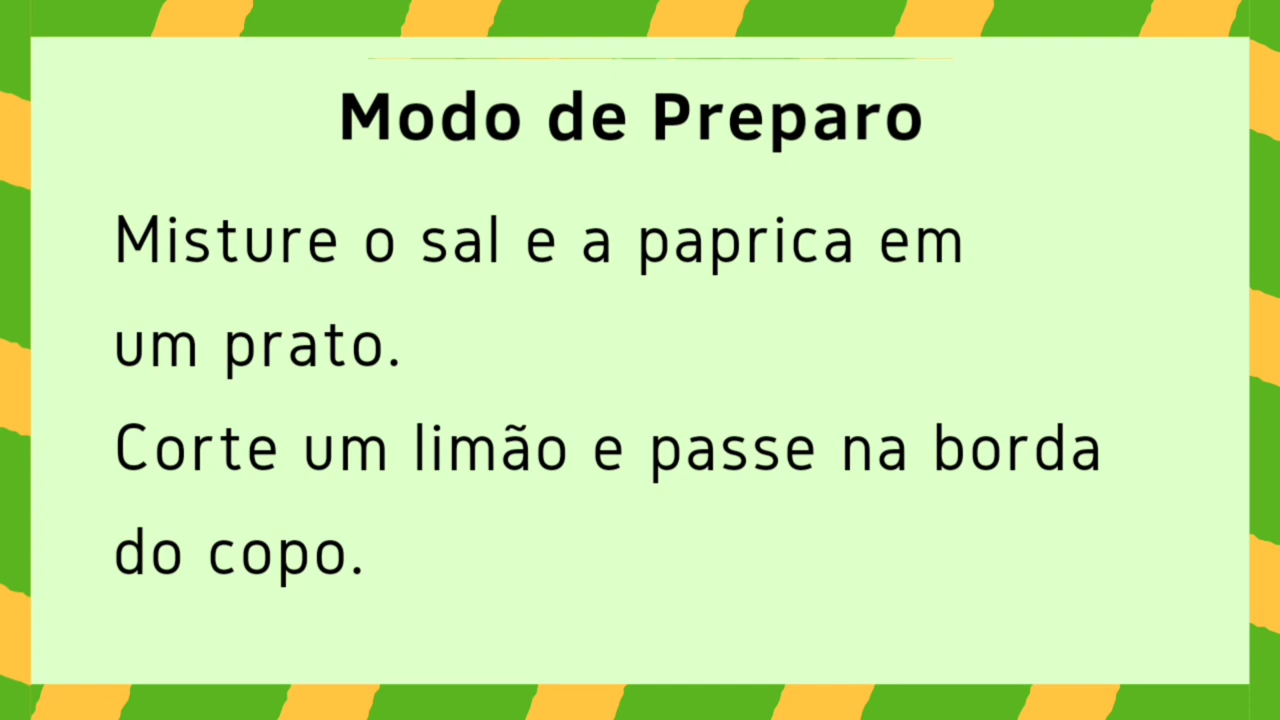 Modo de Preparo
Misture o sal e a paprica em
um prato.
Corte um limão e passe na borda
do copo.